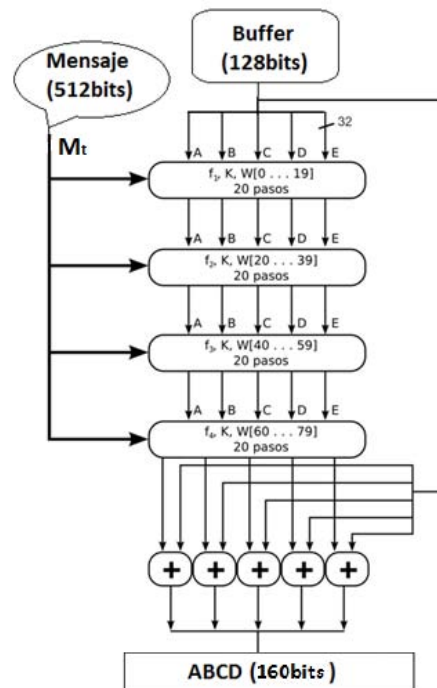 Mensaje
(512bits)
Buffer
(128bits)
Mt
32
A B C D E
f₁, K, W[0 . . . 19]
20 pasos
A B C D E
f₂, K, W[20 . . . 39]
20 pasos
A B C D E
f₃, K, W[40 . . . 59]
20 pasos
A B C D E
f₄, K, W[60 . . . 79]
20 pasos
+ + + + +
ABCD (160bits)